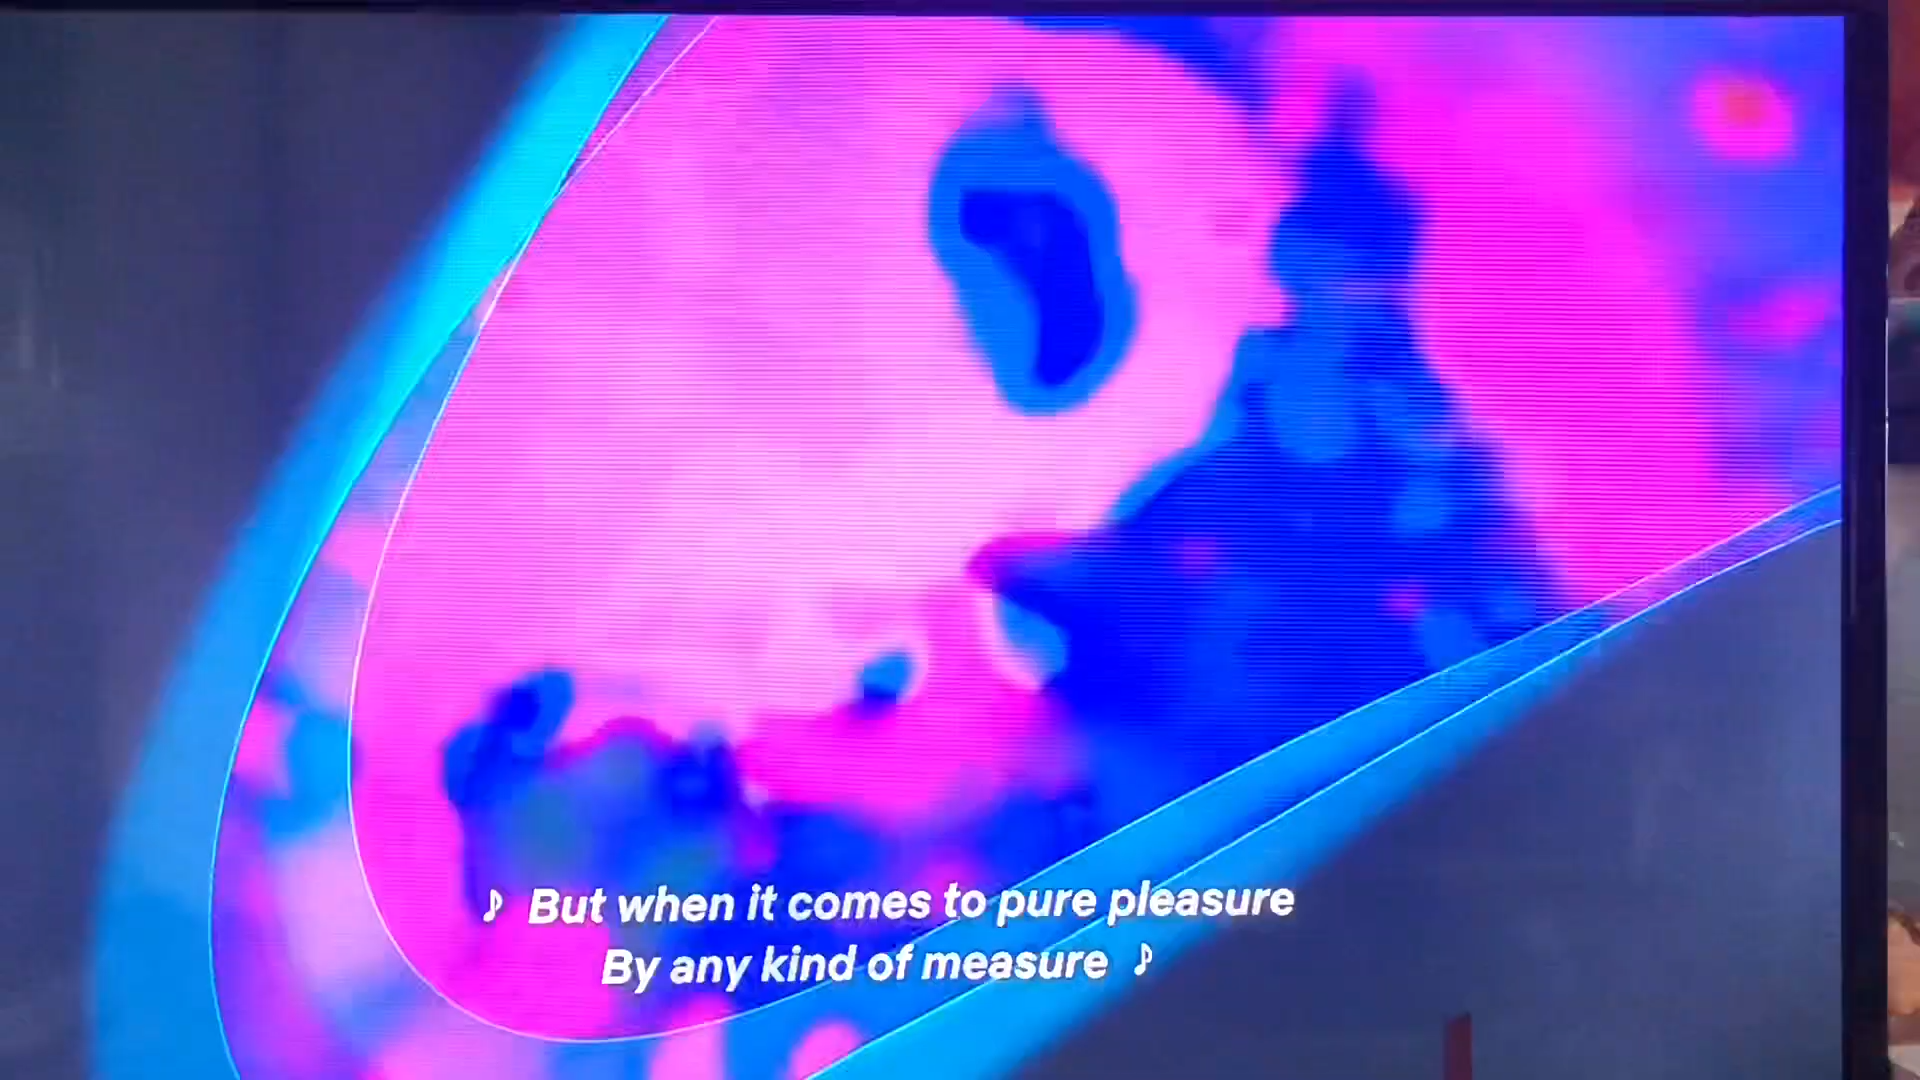 ♪ But when it comes to pure pleasure
By any kind of measure ♪